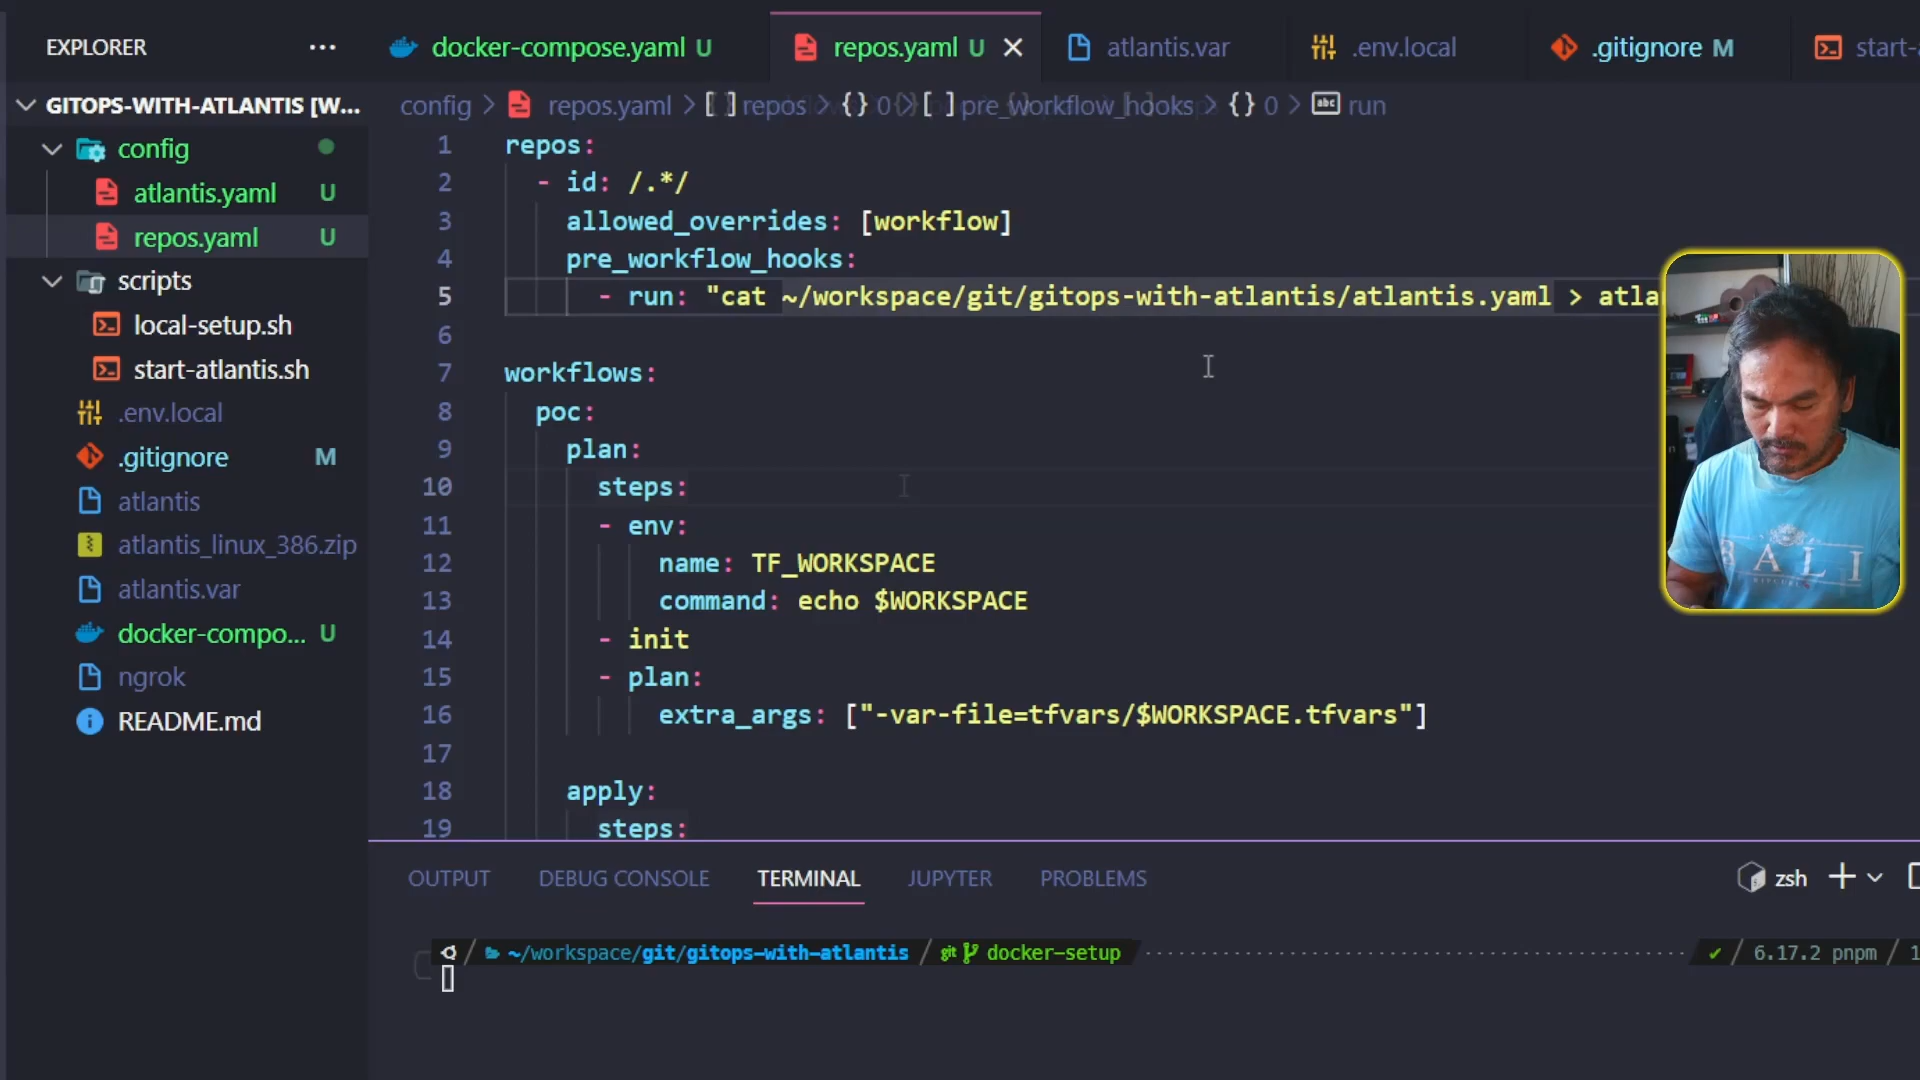 EXPLORER
docker-compose.yaml U
repos.yaml U
atlantis.var
.env.local
.gitignore M
start-
GITOPS-WITH-ATLANTIS [W...
config > repos.yaml > [ ] repos > {} 0 > [ ] pre_workflow_hooks > {} 0 > abc run
config
atlantis.yaml U
repos.yaml U
scripts
local-setup.sh
start-atlantis.sh
.env.local
.gitignore M
atlantis
atlantis_linux_386.zip
atlantis.var
docker-compo... U
ngrok
README.md
1 repos:
2 - id: /.*/
3 allowed_overrides: [workflow]
4 pre_workflow_hooks:
5 - run: "cat ~/workspace/git/gitops-with-atlantis/atlantis.yaml > atla
6
7 workflows:
8 poc:
9 plan:
10 steps:
11 - env:
12 name: TF_WORKSPACE
13 command: echo $WORKSPACE
14 - init
15 - plan:
16 extra_args: ["-var-file=tfvars/$WORKSPACE.tfvars"]
17
18 apply:
19 steps:
BALI
OUTPUT
DEBUG CONSOLE
TERMINAL
JUPYTER
PROBLEMS
zsh
~/workspace/git/gitops-with-atlantis / git docker-setup ✔ / 6.17.2 pnpm / 1